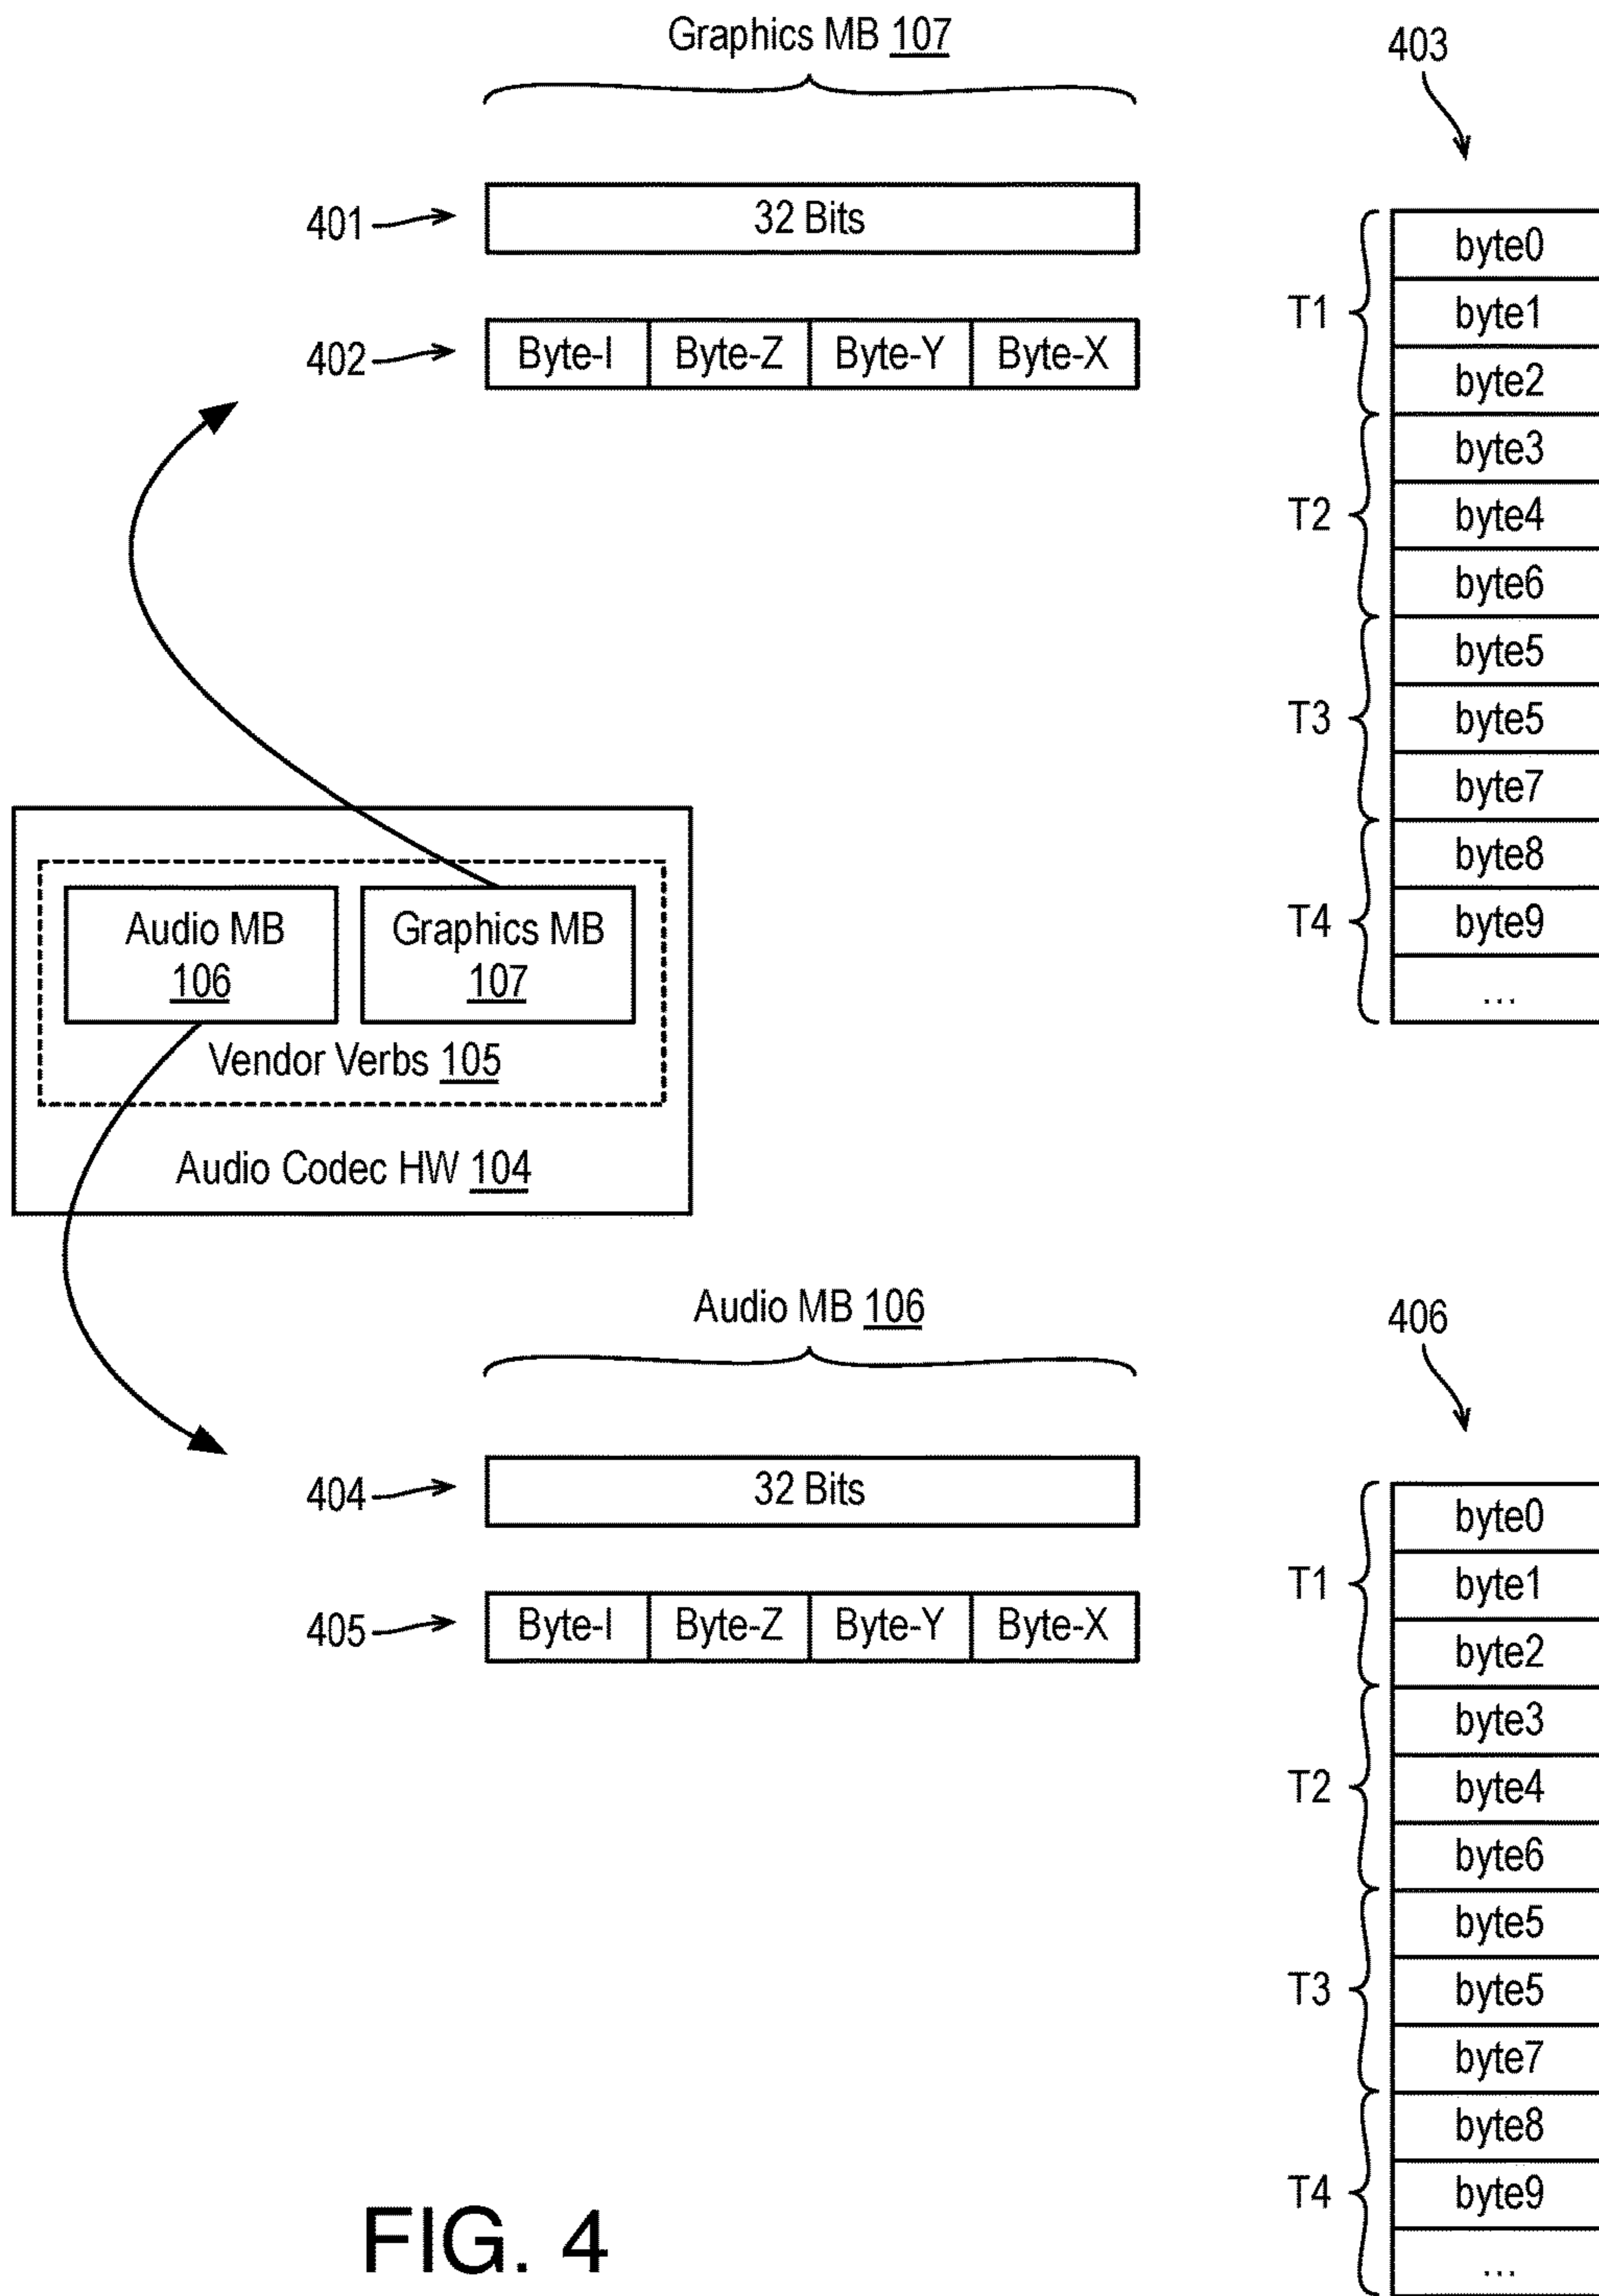 Graphics MB 107
403
401
32 Bits
402
Byte-I Byte-Z Byte-Y Byte-X
T1
byte0
byte1
byte2
T2
byte3
byte4
byte6
T3
byte5
byte5
byte7
T4
byte8
byte9
...
Audio MB
106
Graphics MB
107
Vendor Verbs 105
Audio Codec HW 104
Audio MB 106
406
404
32 Bits
405
Byte-I Byte-Z Byte-Y Byte-X
T1
byte0
byte1
byte2
T2
byte3
byte4
byte6
T3
byte5
byte5
byte7
T4
byte8
byte9
...
FIG. 4